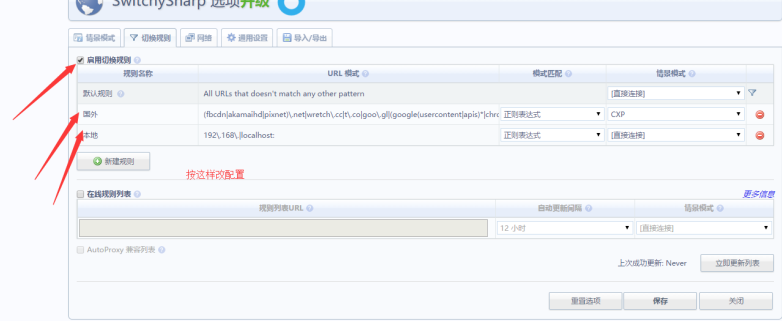 SwitchySharp 选项升级
情景模式 切换规则 网络 通用设置 导入/导出
启用切换规则
规则名称 URL 模式 模式匹配 情景模式
默认规则 All URLs that doesn't match any other pattern [直接连接]
国外 (fbcdn|akamaihd|pixnet)\.net|wretch\.cc|t\.co|goo\.gl|(google|usercontent|apis)*|chro 正则表达式 CXP
本地 192\.168\.|localhost: 正则表达式 [直接连接]
新建规则
按这样改配置
在线规则列表 更多信息
规则列表URL 自动更新间隔 情景模式
12 小时 [直接连接]
AutoProxy 兼容列表
上次成功更新: Never 立即更新列表
重置选项 保存 关闭